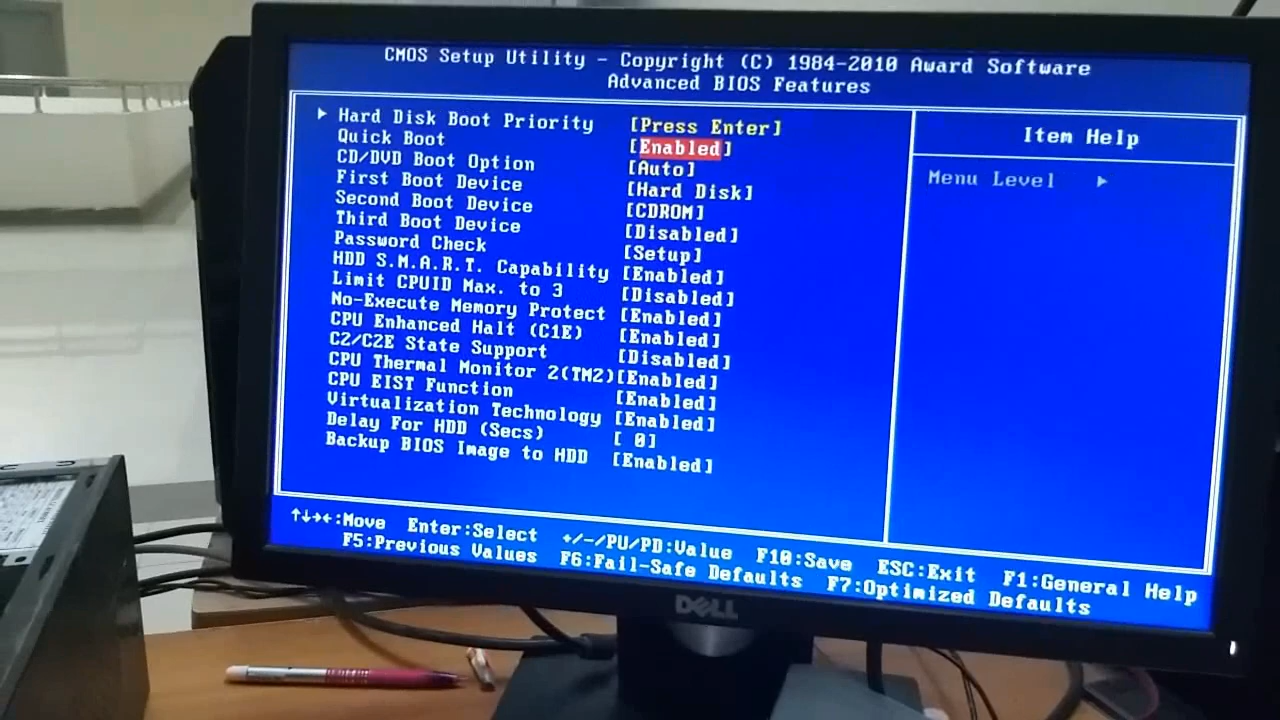 CMOS Setup Utility - Copyright (C) 1984-2010 Award Software
Advanced BIOS Features
Hard Disk Boot Priority [Press Enter]
Quick Boot [Enabled]
CD/DVD Boot Option [Auto]
First Boot Device [Hard Disk]
Second Boot Device [CDROM]
Third Boot Device [Disabled]
Password Check [Setup]
HDD S.M.A.R.T. Capability [Enabled]
Limit CPUID Max. to 3 [Disabled]
No-Execute Memory Protect [Enabled]
CPU Enhanced Halt (C1E) [Enabled]
C2/C2E State Support [Disabled]
CPU Thermal Monitor 2(TM2) [Enabled]
CPU EIST Function [Enabled]
Virtualization Technology [Enabled]
Delay For HDD (Secs) [ 0]
Backup BIOS Image to HDD [Enabled]
Item Help
Menu Level ►
↑↓→←:Move Enter:Select +/-/PU/PD:Value F10:Save ESC:Exit F1:General Help
F5:Previous Values F6:Fail-Safe Defaults F7:Optimized Defaults
DELL